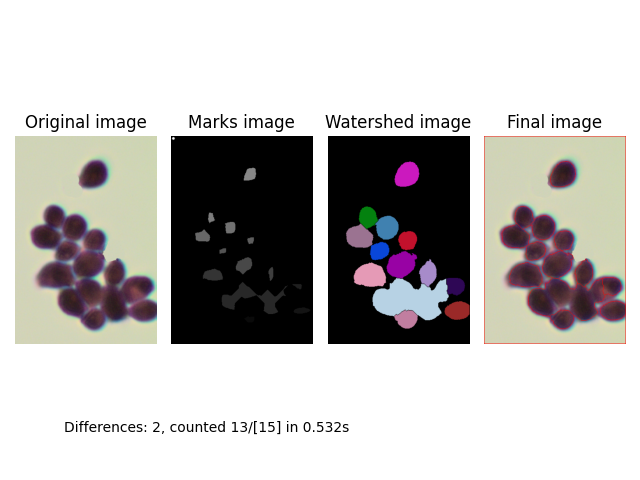 Original image
Marks image
Watershed image
Final image
Differences: 2, counted 13/[15] in 0.532s